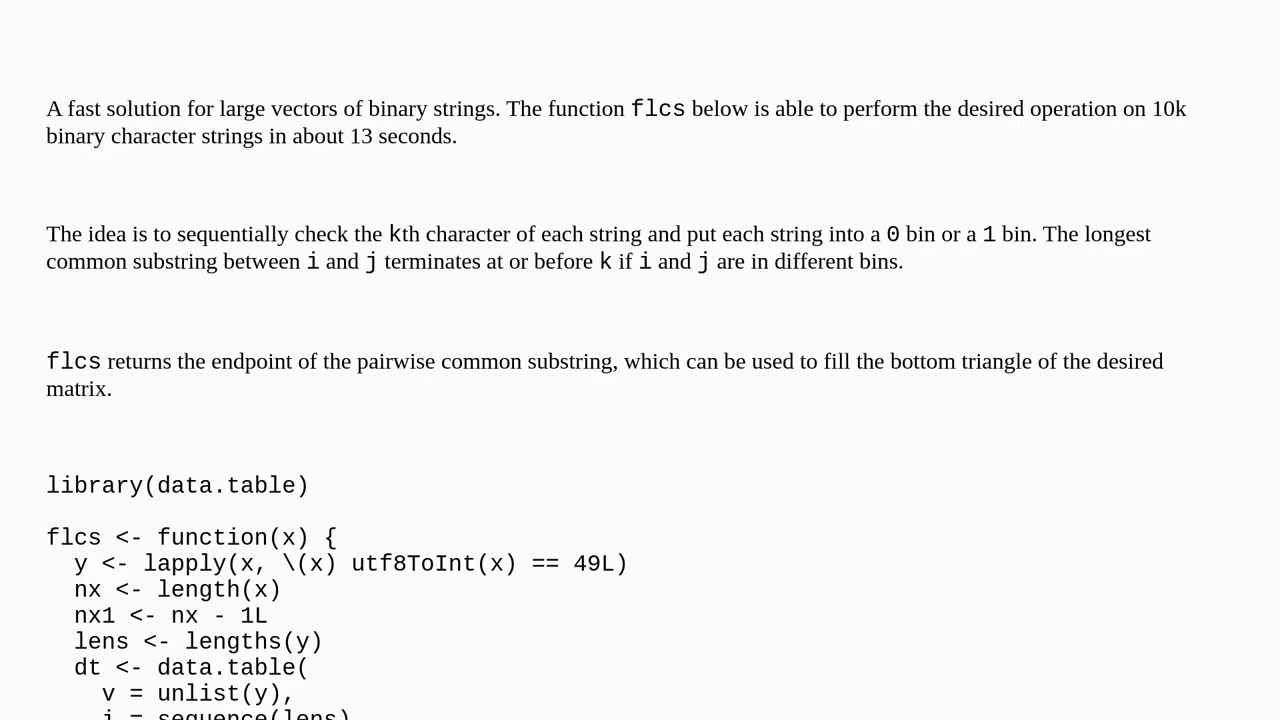 A fast solution for large vectors of binary strings. The function flcs below is able to perform the desired operation on 10k
binary character strings in about 13 seconds.
The idea is to sequentially check the kth character of each string and put each string into a 0 bin or a 1 bin. The longest
common substring between i and j terminates at or before k if i and j are in different bins.
flcs returns the endpoint of the pairwise common substring, which can be used to fill the bottom triangle of the desired
matrix.
library(data.table)
flcs <- function(x) {
  y <- lapply(x, \(x) utf8ToInt(x) == 49L)
  nx <- length(x)
  nx1 <- nx - 1L
  lens <- lengths(y)
  dt <- data.table(
    v = unlist(y),
    i = sequence(lens)